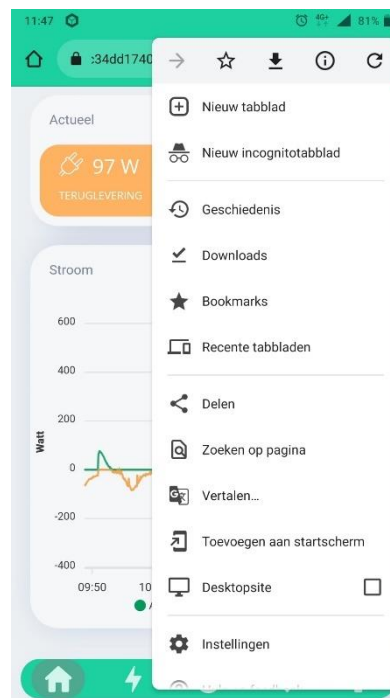 11:47
4G+
81%
:34dd1740
Actueel
97 W
TERUGLEVERING
Stroom
600
400
200
0
-200
-400
Watt
09:50
10
Nieuw tabblad
Nieuw incognitotabblad
Geschiedenis
Downloads
Bookmarks
Recente tabbladen
Delen
Zoeken op pagina
Vertalen...
Toevoegen aan startscherm
Desktopsite
Instellingen